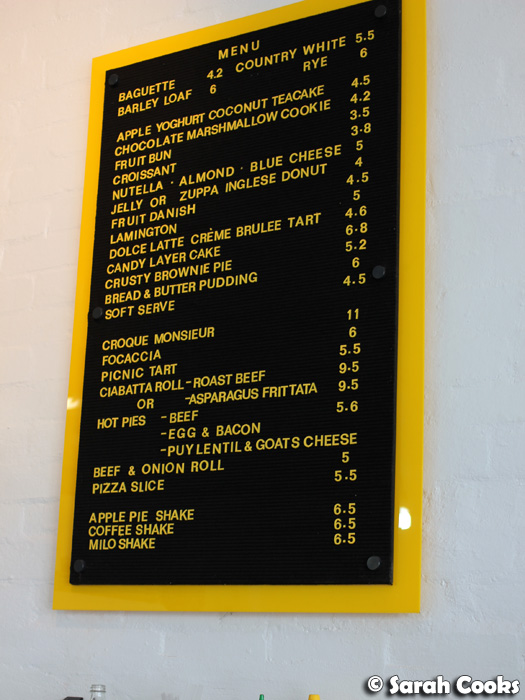 MENU
BAGUETTE 4.2 COUNTRY WHITE 5.5
BARLEY LOAF 6 RYE 6
APPLE YOGHURT COCONUT TEACAKE 4.5
CHOCOLATE MARSHMALLOW COOKIE 4.2
FRUIT BUN 3.5
CROISSANT 3.8
NUTELLA · ALMOND · BLUE CHEESE 5
JELLY OR ZUPPA INGLESE DONUT 4
FRUIT DANISH 4.5
LAMINGTON 5
DOLCE LATTE CRÈME BRULEE TART 4.6
CANDY LAYER CAKE 6.8
CRUSTY BROWNIE PIE 5.2
BREAD & BUTTER PUDDING 6
SOFT SERVE 4.5
CROQUE MONSIEUR 11
FOCACCIA 6
PICNIC TART 5.5
CIABATTA ROLL -ROAST BEEF 9.5
OR -ASPARAGUS FRITTATA 9.5
HOT PIES -BEEF 5.6
-EGG & BACON
-PUY LENTIL & GOATS CHEESE
BEEF & ONION ROLL 5
PIZZA SLICE 5.5
APPLE PIE SHAKE 6.5
COFFEE SHAKE 6.5
MILO SHAKE 6.5
© Sarah Cooks